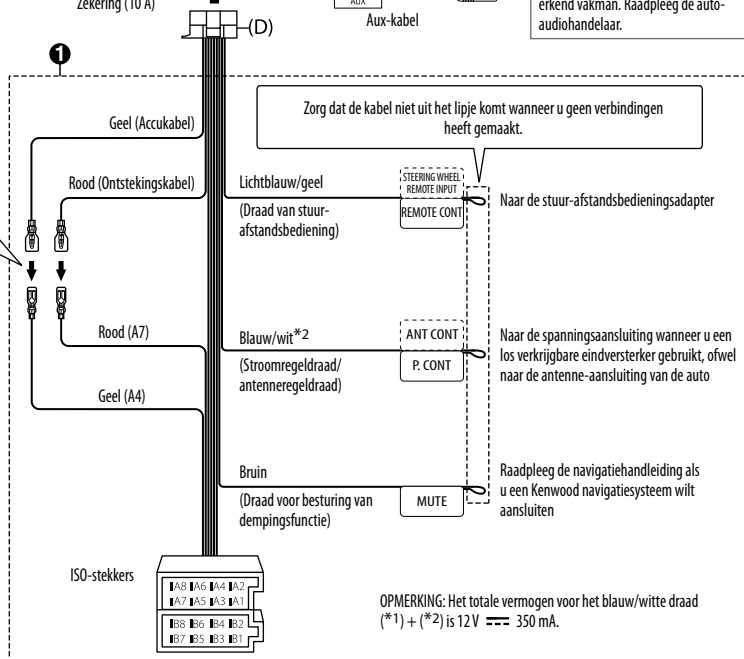 Zekering (10 A)
AUX
Aux-kabel
erkend vakman. Raadpleeg de auto-
audiohandelaar.
(D)
1
Zorg dat de kabel niet uit het lipje komt wanneer u geen verbindingen
heeft gemaakt.
Geel (Accukabel)
Rood (Ontstekingskabel)
Lichtblauw/geel
(Draad van stuur-
afstandsbediening)
STEERING WHEEL
REMOTE INPUT
REMOTE CONT
Naar de stuur-afstandsbedieningsadapter
Rood (A7)
Geel (A4)
Blauw/wit*2
(Stroomregeldraad/
antenneregeldraad)
ANT CONT
P. CONT
Naar de spanningsaansluiting wanneer u een
los verkrijgbare eindversterker gebruikt, ofwel
naar de antenne-aansluiting van de auto
Bruin
(Draad voor besturing van
dempingsfunctie)
MUTE
Raadpleeg de navigatiehandleiding als
u een Kenwood navigatiesysteem wilt
aansluiten
ISO-stekkers
A8 A6 A4 A2
A7 A5 A3 A1
B8 B6 B4 B2
B7 B5 B3 B1
OPMERKING: Het totale vermogen voor het blauw/witte draad
(*1) + (*2) is 12 V ⎓ 350 mA.